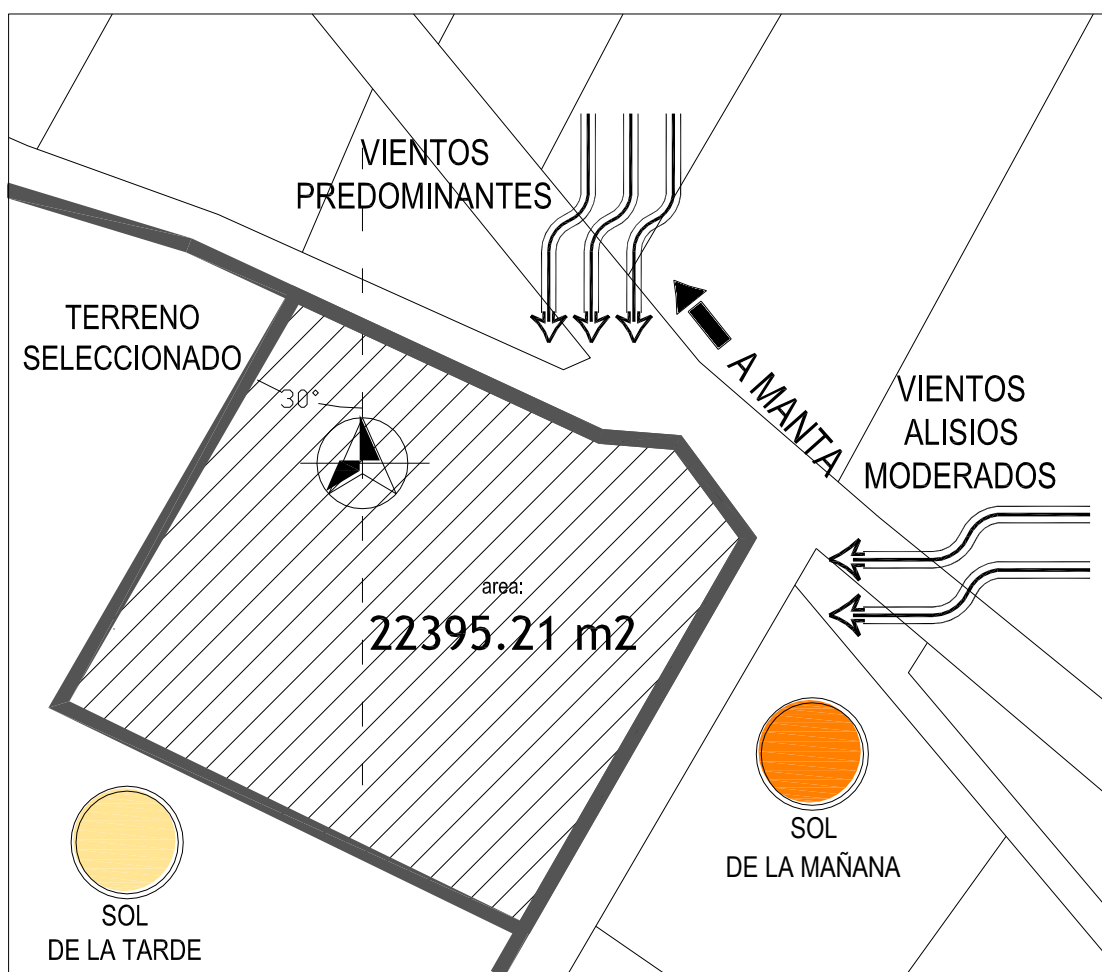 VIENTOS
PREDOMINANTES
TERRENO
SELECCIONADO
30°
A MANTA
VIENTOS
ALISIOS
MODERADOS
area:
22395.21 m2
SOL
DE LA MAÑANA
SOL
DE LA TARDE